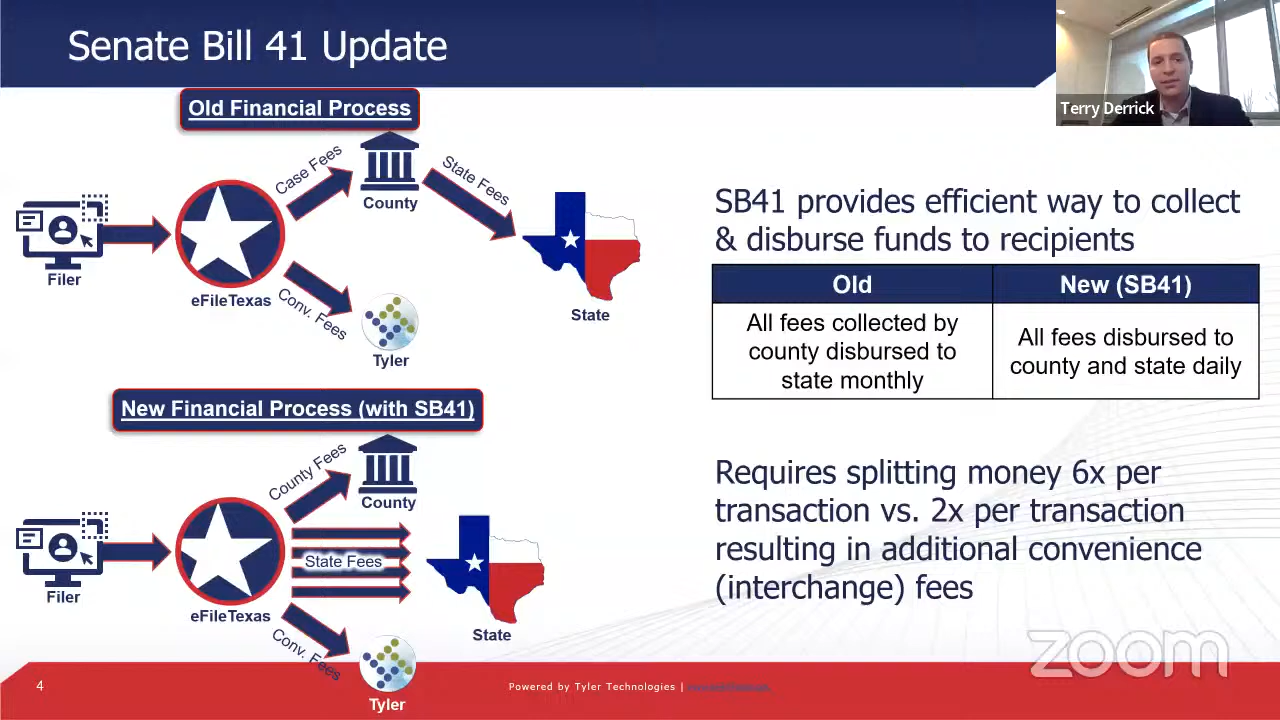 Senate Bill 41 Update
Terry Derrick
Old Financial Process
Case Fees
State Fees
County
Filer
eFileTexas
Conv. Fees
State
Tyler
New Financial Process (with SB41)
County Fees
County
State Fees
Filer
eFileTexas
State
Conv. Fees
Tyler
SB41 provides efficient way to collect
& disburse funds to recipients
Old
New (SB41)
All fees collected by
county disbursed to
state monthly
All fees disbursed to
county and state daily
Requires splitting money 6x per
transaction vs. 2x per transaction
resulting in additional convenience
(interchange) fees
zoom
4
Powered by Tyler Technologies |